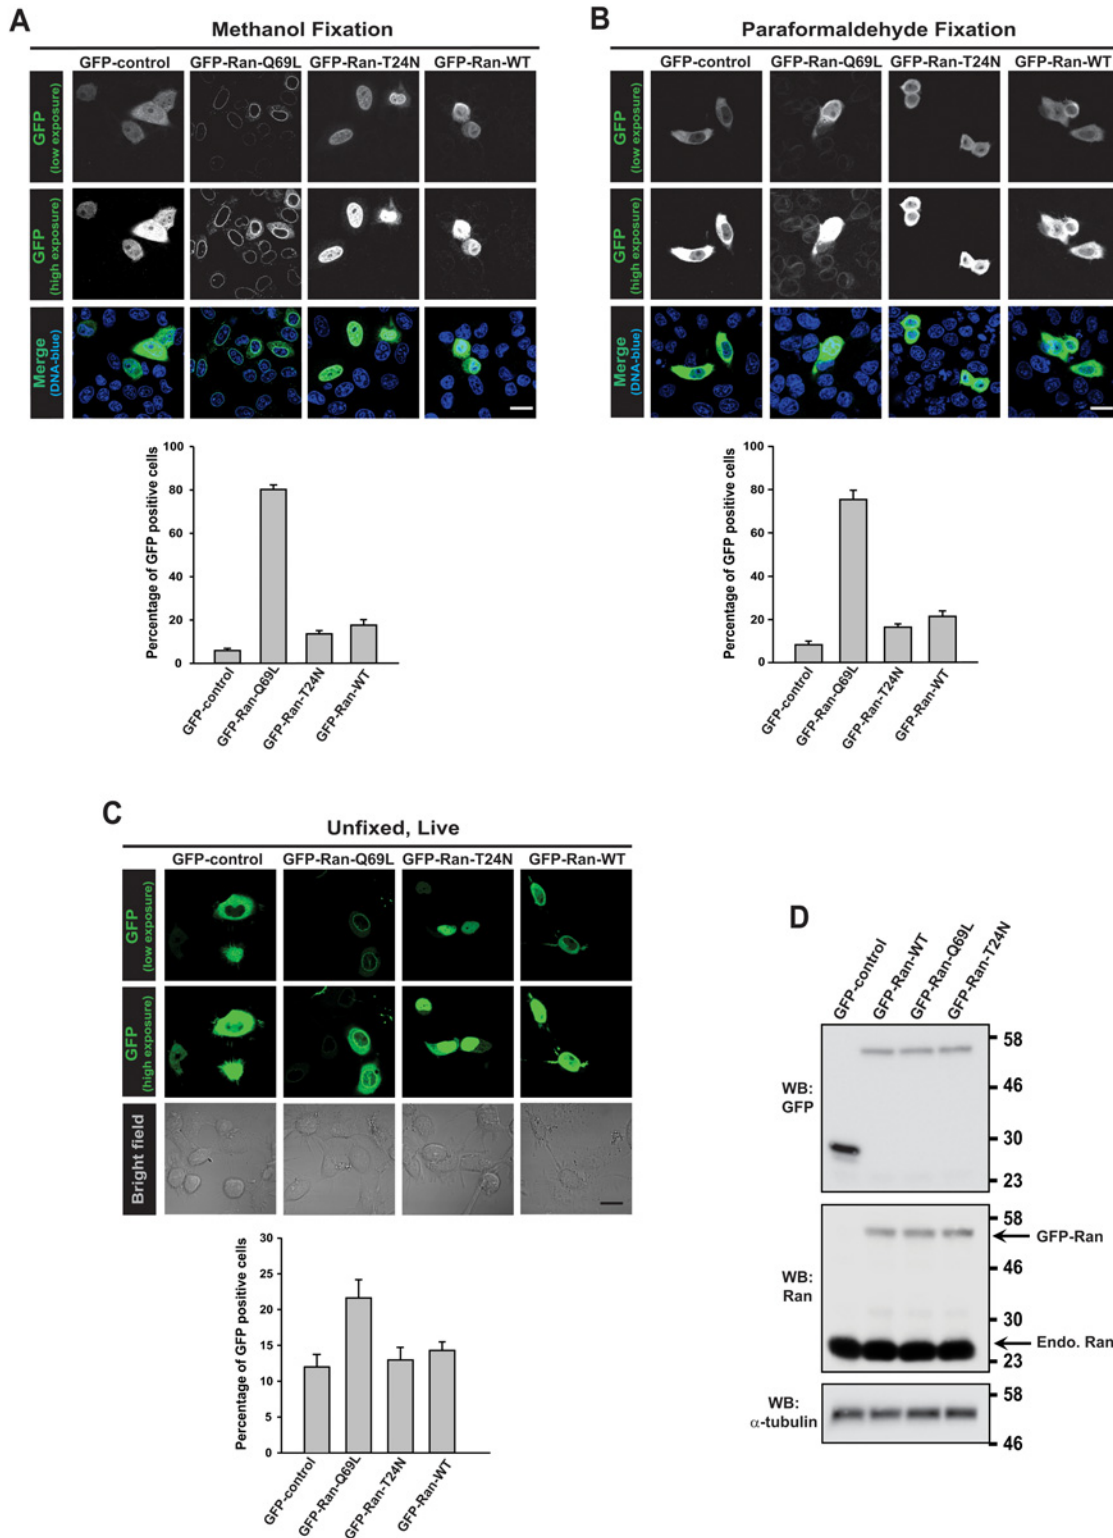 A
Methanol Fixation
GFP-control GFP-Ran-Q69L GFP-Ran-T24N GFP-Ran-WT
GFP
(low exposure)
GFP
(high exposure)
Merge
(DNA-blue)
Percentage of GFP positive cells
100
80
60
40
20
0
GFP-control
GFP-Ran-Q69L
GFP-Ran-T24N
GFP-Ran-WT
B
Paraformaldehyde Fixation
GFP-control GFP-Ran-Q69L GFP-Ran-T24N GFP-Ran-WT
GFP
(low exposure)
GFP
(high exposure)
Merge
(DNA-blue)
Percentage of GFP positive cells
100
80
60
40
20
0
GFP-control
GFP-Ran-Q69L
GFP-Ran-T24N
GFP-Ran-WT
C
Unfixed, Live
GFP-control GFP-Ran-Q69L GFP-Ran-T24N GFP-Ran-WT
GFP
(low exposure)
GFP
(high exposure)
Bright field
Percentage of GFP positive cells
30
25
20
15
10
5
0
GFP-control
GFP-Ran-Q69L
GFP-Ran-T24N
GFP-Ran-WT
D
GFP-control
GFP-Ran-WT
GFP-Ran-Q69L
GFP-Ran-T24N
WB:
GFP
58
46
30
23
WB:
Ran
58
GFP-Ran
46
30
Endo. Ran
23
WB:
α-tubulin
58
46